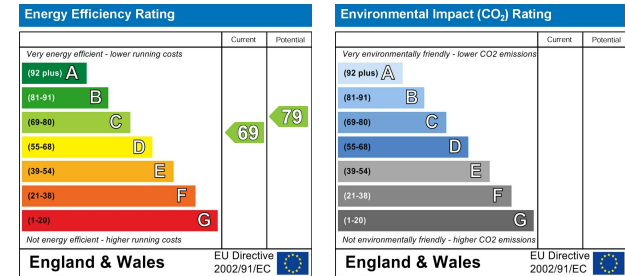 Energy Efficiency Rating
Current Potential
Very energy efficient - lower running costs
(92 plus) A
(81-91) B
(69-80) C
(55-68) D
(39-54) E
(21-38) F
(1-20) G
69
79
Not energy efficient - higher running costs
England & Wales
EU Directive
2002/91/EC
Environmental Impact (CO2) Rating
Current Potential
Very environmentally friendly - lower CO2 emissions
(92 plus) A
(81-91) B
(69-80) C
(55-68) D
(39-54) E
(21-38) F
(1-20) G
Not environmentally friendly - higher CO2 emissions
England & Wales
EU Directive
2002/91/EC